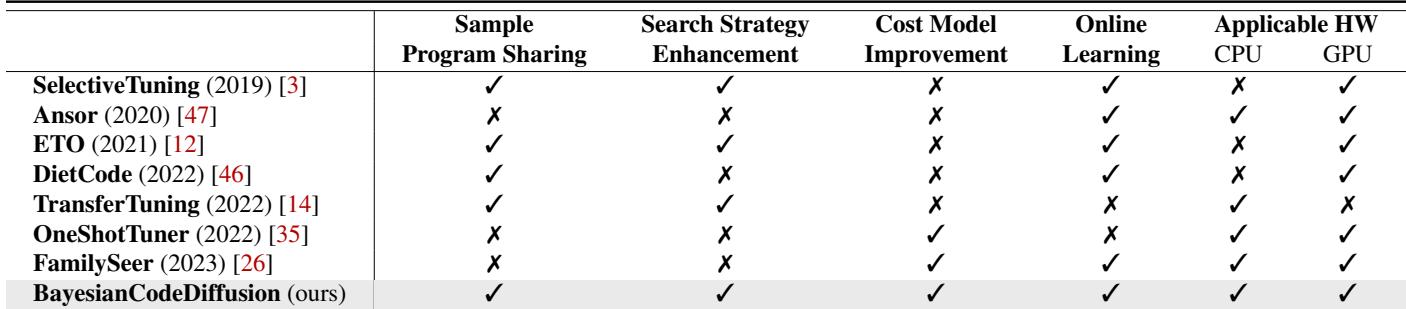 Sample Search Strategy Cost Model Online Applicable HW
Program Sharing Enhancement Improvement Learning CPU GPU
SelectiveTuning (2019) [3] ✓ ✓ ✗ ✓ ✗ ✓
Ansor (2020) [47] ✗ ✗ ✗ ✓ ✓ ✓
ETO (2021) [12] ✓ ✓ ✗ ✓ ✗ ✓
DietCode (2022) [46] ✓ ✗ ✗ ✓ ✗ ✓
TransferTuning (2022) [14] ✓ ✓ ✗ ✗ ✓ ✗
OneShotTuner (2022) [35] ✗ ✗ ✓ ✗ ✓ ✓
FamilySeer (2023) [26] ✗ ✗ ✓ ✓ ✓ ✓
BayesianCodeDiffusion (ours) ✓ ✓ ✓ ✓ ✓ ✓